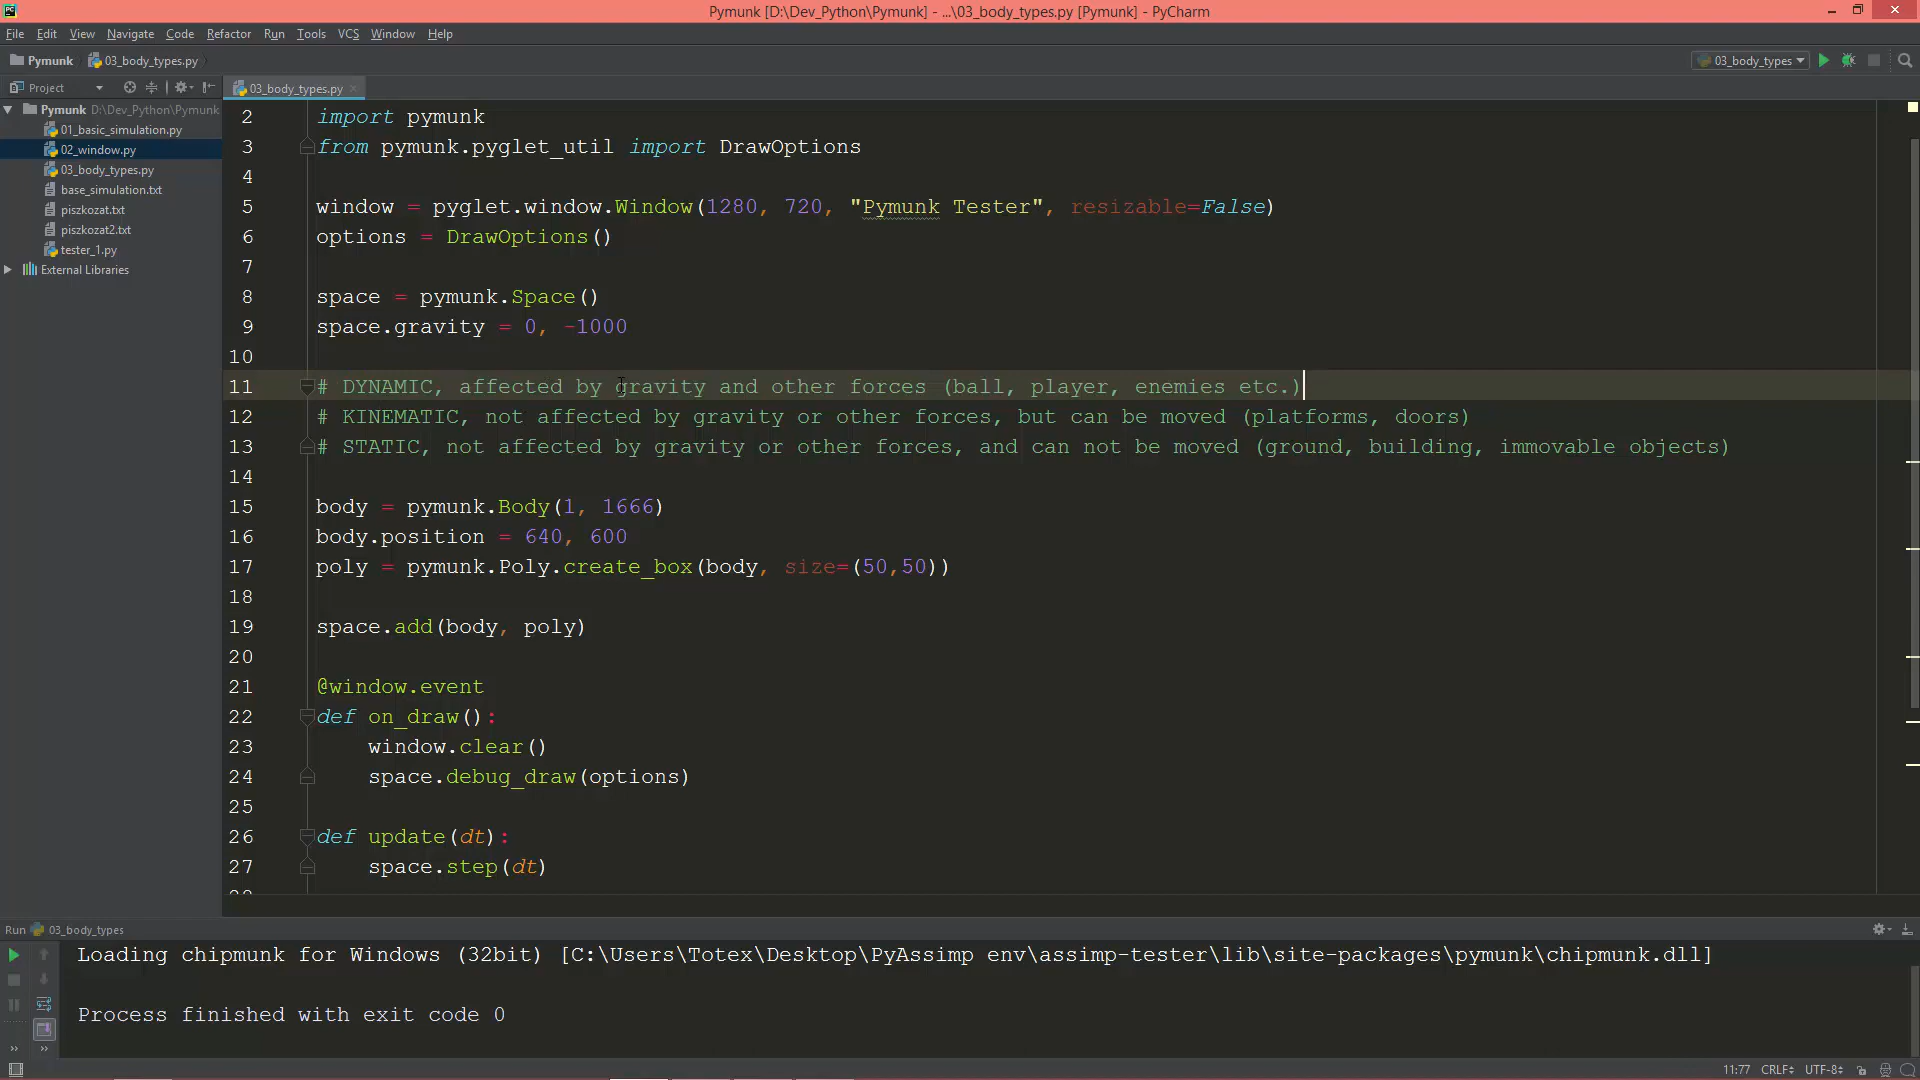 Pymunk [D:\Dev_Python\Pymunk] - ...\03_body_types.py [Pymunk] - PyCharm
File Edit View Navigate Code Refactor Run Tools VCS Window Help
Pymunk 03_body_types.py
03_body_types
Project
03_body_types.py
Pymunk D:\Dev_Python\Pymunk
01_basic_simulation.py
02_window.py
03_body_types.py
base_simulation.txt
piszkozat.txt
piszkozat2.txt
tester_1.py
External Libraries
2 import pymunk
3 from pymunk.pyglet_util import DrawOptions
4
5 window = pyglet.window.Window(1280, 720, "Pymunk Tester", resizable=False)
6 options = DrawOptions()
7
8 space = pymunk.Space()
9 space.gravity = 0, -1000
10
11 # DYNAMIC, affected by gravity and other forces (ball, player, enemies etc.)
12 # KINEMATIC, not affected by gravity or other forces, but can be moved (platforms, doors)
13 # STATIC, not affected by gravity or other forces, and can not be moved (ground, building, immovable objects)
14
15 body = pymunk.Body(1, 1666)
16 body.position = 640, 600
17 poly = pymunk.Poly.create_box(body, size=(50,50))
18
19 space.add(body, poly)
20
21 @window.event
22 def on_draw():
23 window.clear()
24 space.debug_draw(options)
25
26 def update(dt):
27 space.step(dt)
Run 03_body_types
Loading chipmunk for Windows (32bit) [C:\Users\Totex\Desktop\PyAssimp env\assimp-tester\lib\site-packages\pymunk\chipmunk.dll]
Process finished with exit code 0
11:77 CRLF UTF-8